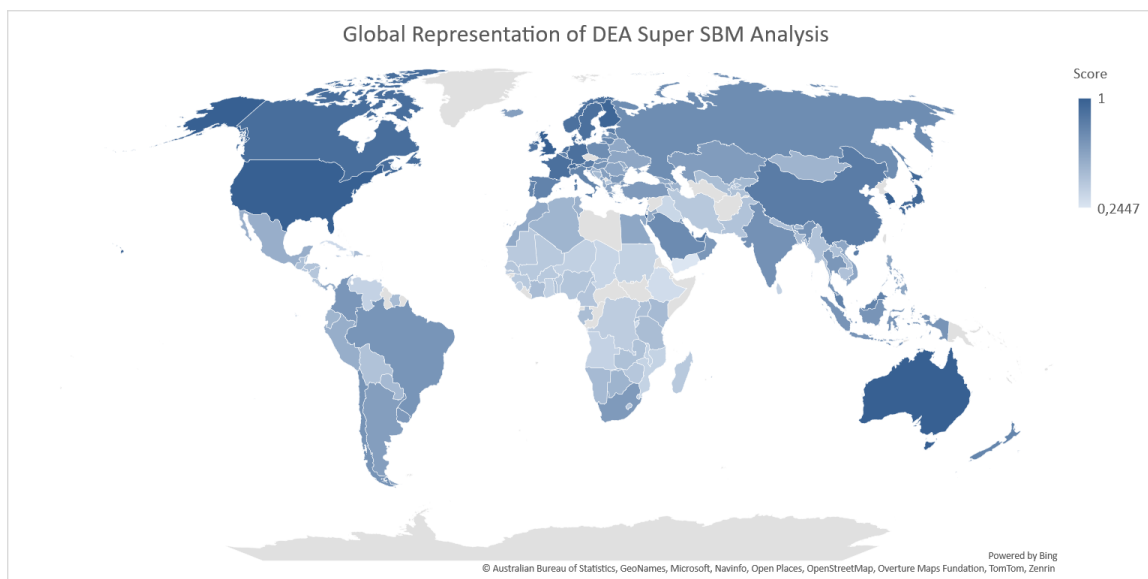 Global Representation of DEA Super SBM Analysis
Score
1
0,2447
Powered by Bing
© Australian Bureau of Statistics, GeoNames, Microsoft, Navinfo, Open Places, OpenStreetMap, Overture Maps Fundation, TomTom, Zenrin